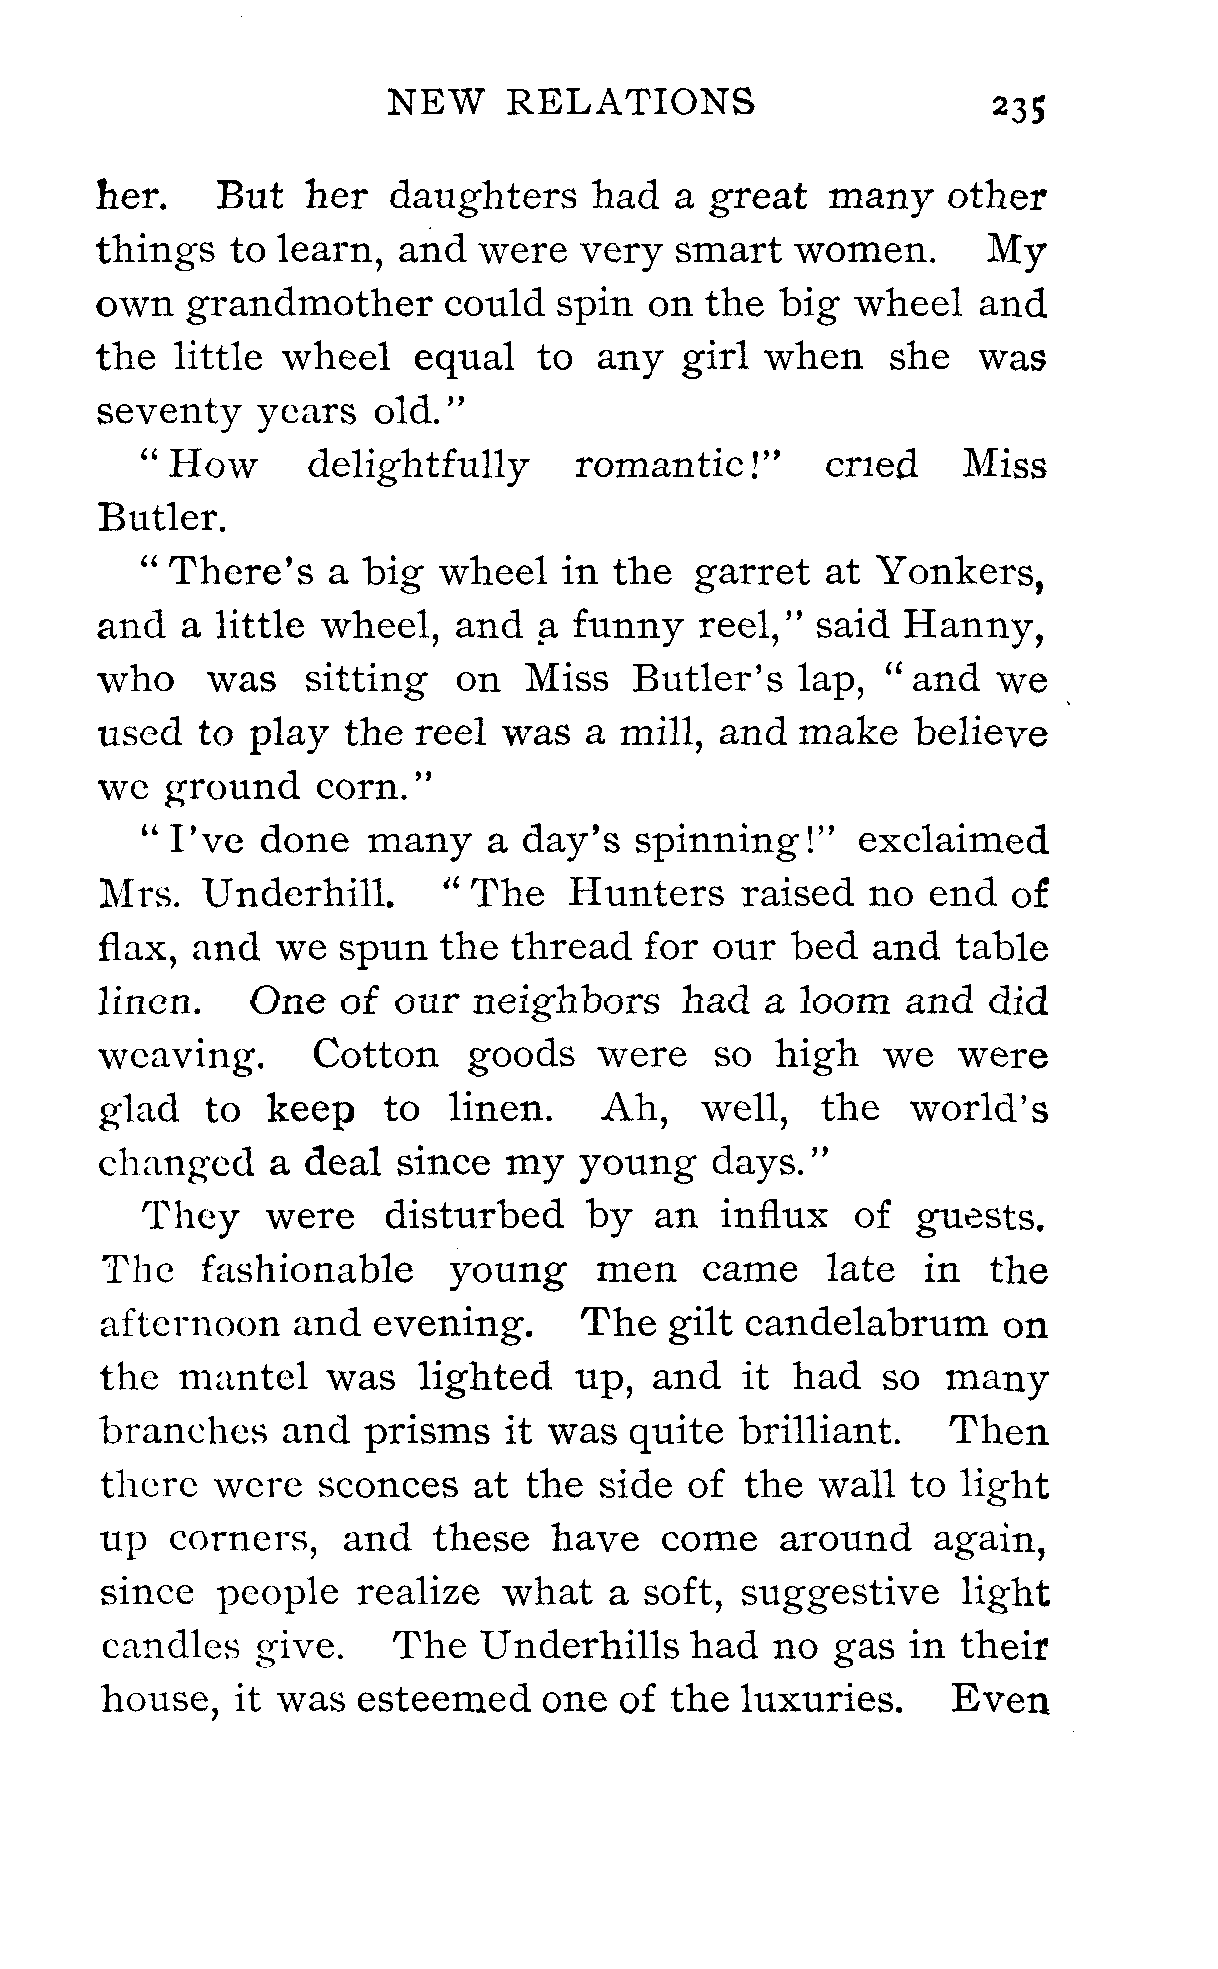 NEW RELATIONS 235
her. But her daughters had a great many other
things to learn, and were very smart women. My
own grandmother could spin on the big wheel and
the little wheel equal to any girl when she was
seventy years old."
"How delightfully romantic!" cried Miss
Butler.
"There's a big wheel in the garret at Yonkers,
and a little wheel, and a funny reel," said Hanny,
who was sitting on Miss Butler's lap, "and we
used to play the reel was a mill, and make believe
we ground corn."
"I've done many a day's spinning!" exclaimed
Mrs. Underhill. "The Hunters raised no end of
flax, and we spun the thread for our bed and table
linen. One of our neighbors had a loom and did
weaving. Cotton goods were so high we were
glad to keep to linen. Ah, well, the world's
changed a deal since my young days."
They were disturbed by an influx of guests.
The fashionable young men came late in the
afternoon and evening. The gilt candelabrum on
the mantel was lighted up, and it had so many
branches and prisms it was quite brilliant. Then
there were sconces at the side of the wall to light
up corners, and these have come around again,
since people realize what a soft, suggestive light
candles give. The Underhills had no gas in their
house, it was esteemed one of the luxuries. Even